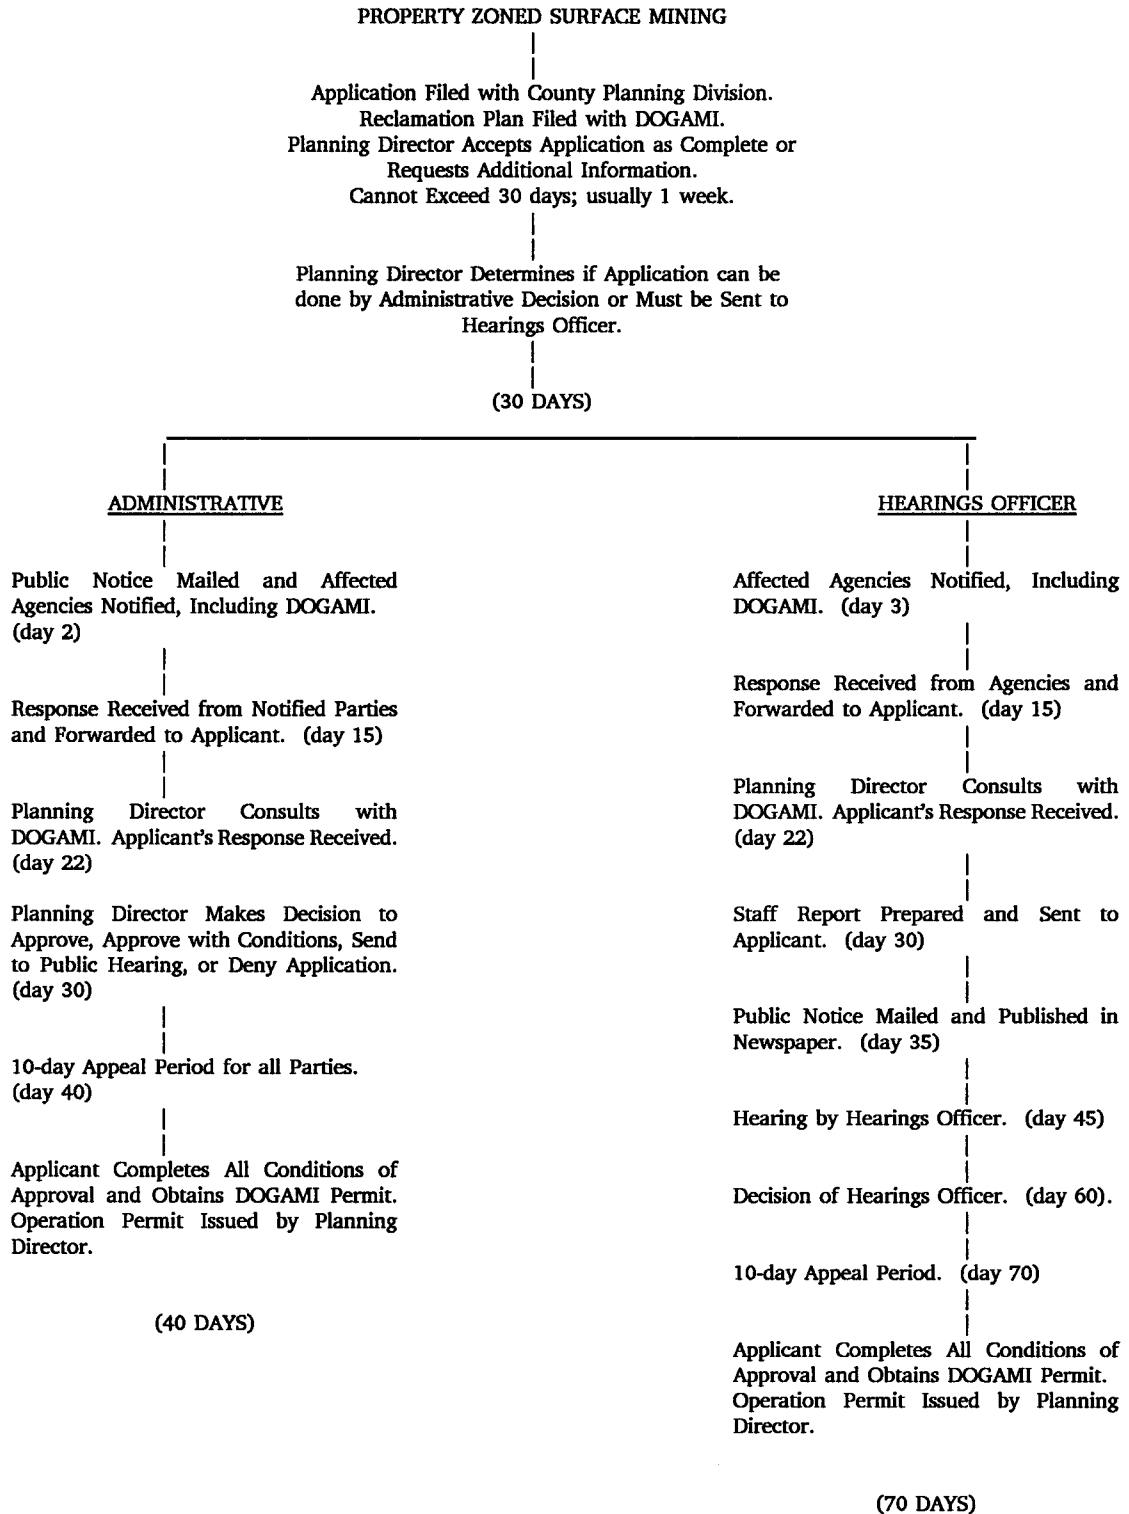 PROPERTY ZONED SURFACE MINING
Application Filed with County Planning Division.
Reclamation Plan Filed with DOGAMI.
Planning Director Accepts Application as Complete or
Requests Additional Information.
Cannot Exceed 30 days; usually 1 week.
Planning Director Determines if Application can be
done by Administrative Decision or Must be Sent to
Hearings Officer.
(30 DAYS)
ADMINISTRATIVE
Public Notice Mailed and Affected
Agencies Notified, Including DOGAMI.
(day 2)
Response Received from Notified Parties
and Forwarded to Applicant. (day 15)
Planning Director Consults with
DOGAMI. Applicant's Response Received.
(day 22)
Planning Director Makes Decision to
Approve, Approve with Conditions, Send
to Public Hearing, or Deny Application.
(day 30)
10-day Appeal Period for all Parties.
(day 40)
Applicant Completes All Conditions of
Approval and Obtains DOGAMI Permit.
Operation Permit Issued by Planning
Director.
(40 DAYS)
HEARINGS OFFICER
Affected Agencies Notified, Including
DOGAMI. (day 3)
Response Received from Agencies and
Forwarded to Applicant. (day 15)
Planning Director Consults with
DOGAMI. Applicant's Response Received.
(day 22)
Staff Report Prepared and Sent to
Applicant. (day 30)
Public Notice Mailed and Published in
Newspaper. (day 35)
Hearing by Hearings Officer. (day 45)
Decision of Hearings Officer. (day 60).
10-day Appeal Period. (day 70)
Applicant Completes All Conditions of
Approval and Obtains DOGAMI Permit.
Operation Permit Issued by Planning
Director.
(70 DAYS)